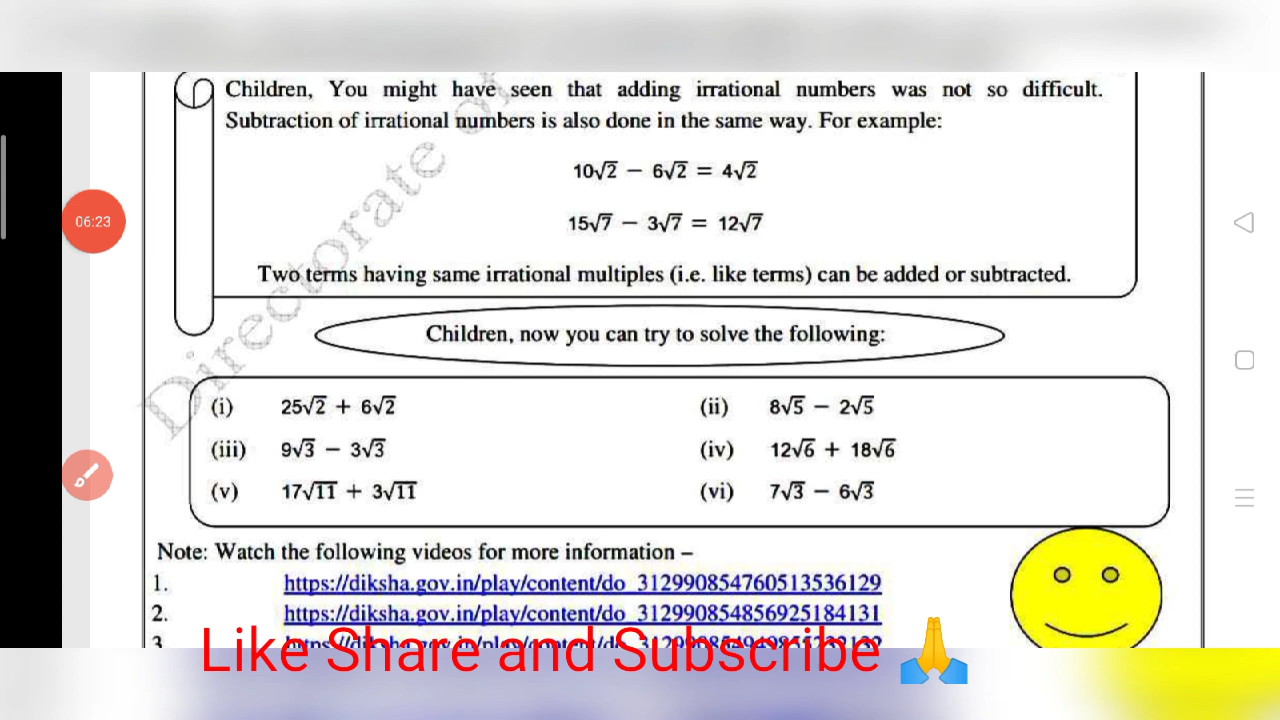 Children, You might have seen that adding irrational numbers was not so difficult.
Subtraction of irrational numbers is also done in the same way. For example:
10√2 − 6√2 = 4√2
15√7 − 3√7 = 12√7
Two terms having same irrational multiples (i.e. like terms) can be added or subtracted.
Directorate of
06:23
Children, now you can try to solve the following:
(i) 25√2 + 6√2 (ii) 8√5 − 2√5
(iii) 9√3 − 3√3 (iv) 12√6 + 18√6
(v) 17√11 + 3√11 (vi) 7√3 − 6√3
Note: Watch the following videos for more information –
1. https://diksha.gov.in/play/content/do_312990854760513536129
2. https://diksha.gov.in/play/content/do_312990854856925184131
3
Like Share and Subscribe 🙏